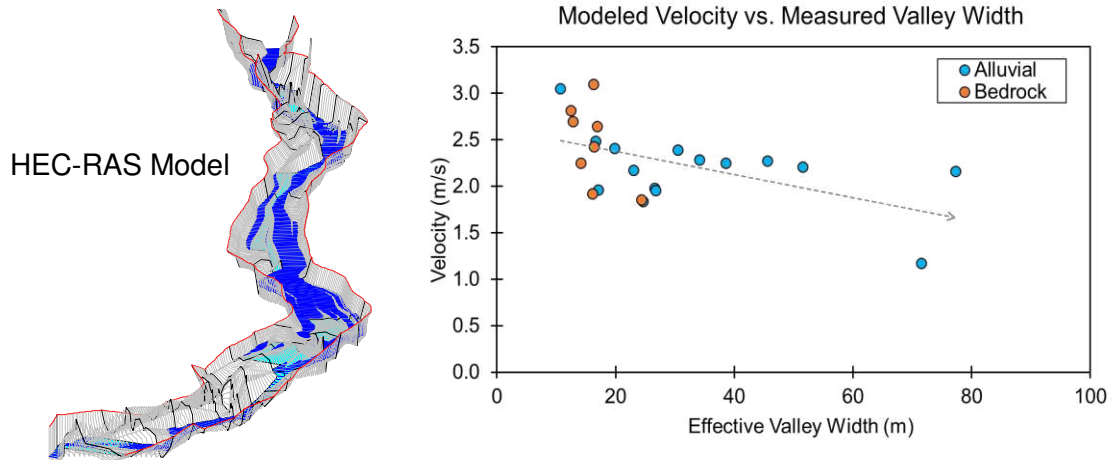 HEC-RAS Model
Modeled Velocity vs. Measured Valley Width
Alluvial
Bedrock
Velocity (m/s)
3.5
3.0
2.5
2.0
1.5
1.0
0.5
0.0
0 20 40 60 80 100
Effective Valley Width (m)